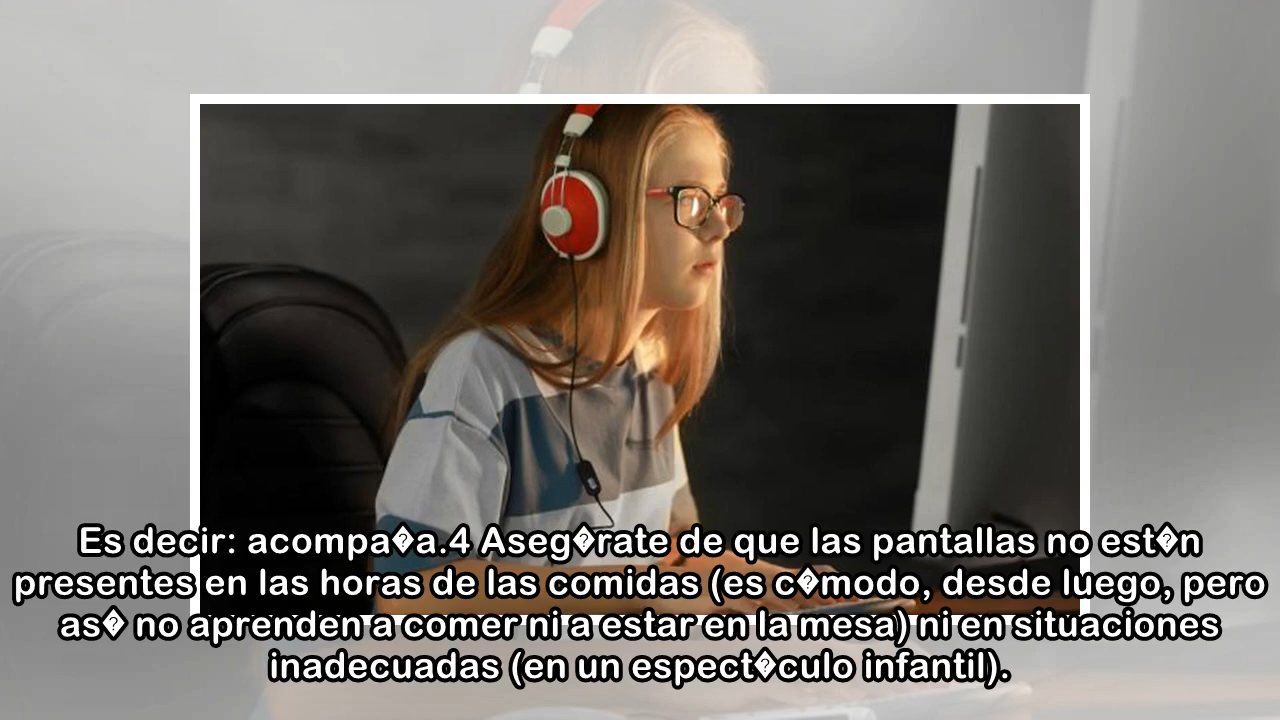 Es decir: acompa�a.4 Aseg�rate de que las pantallas no est�n
presentes en las horas de las comidas (es c�modo, desde luego, pero
as� no aprenden a comer ni a estar en la mesa) ni en situaciones
inadecuadas (en un espect�culo infantil).